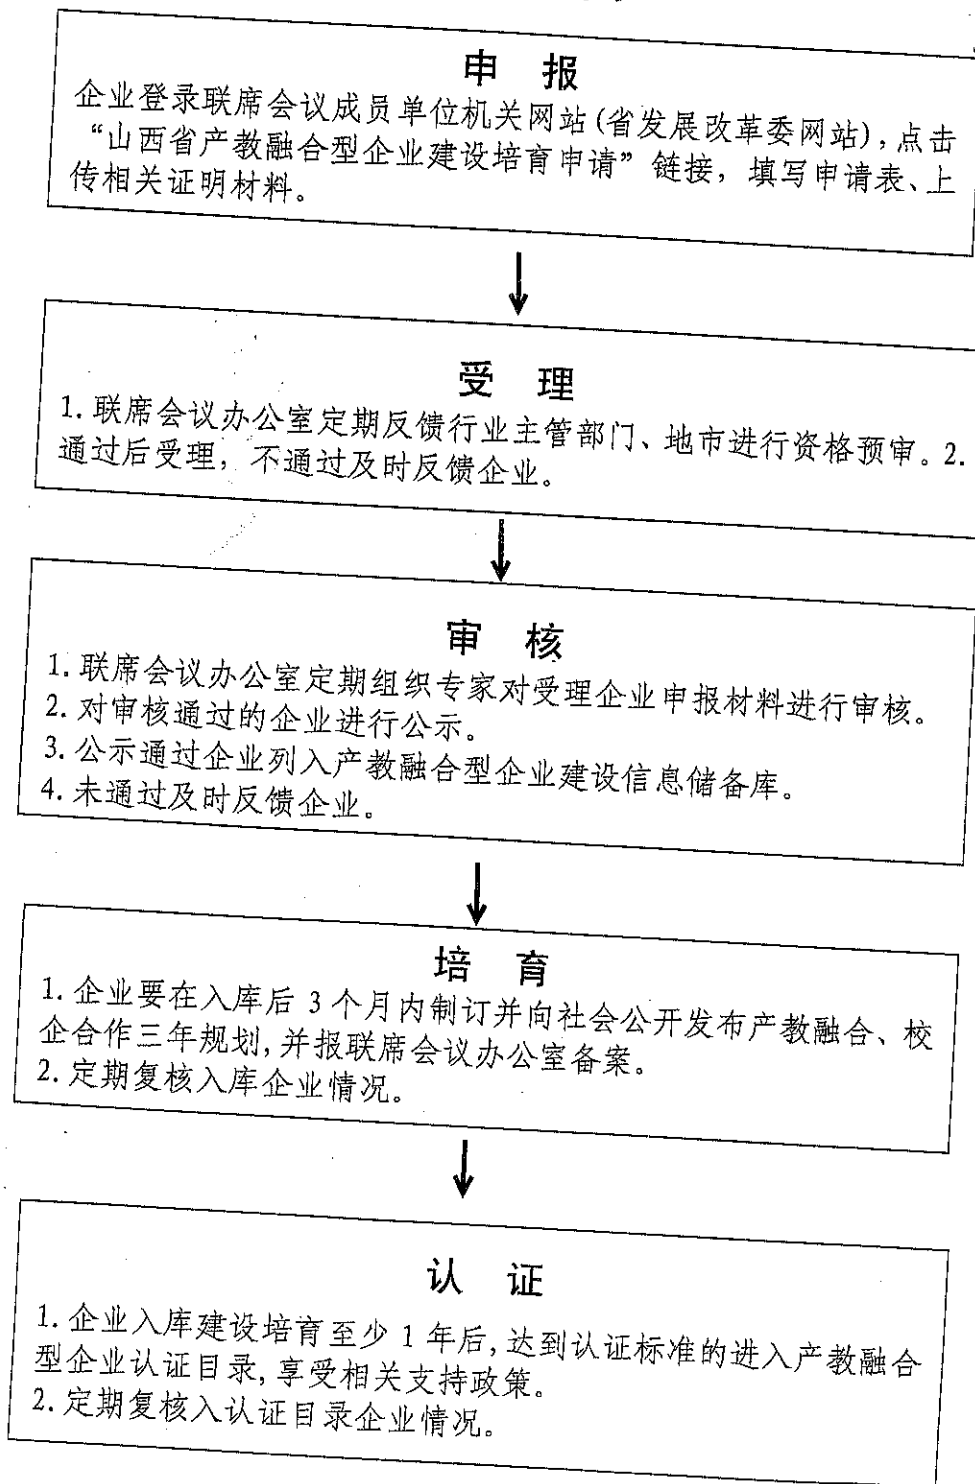 申 报
企业登录联席会议成员单位机关网站(省发展改革委网站),点击
“山西省产教融合型企业建设培育申请”链接，填写申请表、上
传相关证明材料。
受 理
1. 联席会议办公室定期反馈行业主管部门、地市进行资格预审。2.
通过后受理，不通过及时反馈企业。
审 核
1. 联席会议办公室定期组织专家对受理企业申报材料进行审核。
2. 对审核通过的企业进行公示。
3. 公示通过企业列入产教融合型企业建设信息储备库。
4. 未通过及时反馈企业。
培 育
1. 企业要在入库后 3 个月内制订并向社会公开发布产教融合、校
企合作三年规划,并报联席会议办公室备案。
2. 定期复核入库企业情况。
认 证
1. 企业入库建设培育至少 1 年后,达到认证标准的进入产教融合
型企业认证目录,享受相关支持政策。
2. 定期复核入认证目录企业情况。